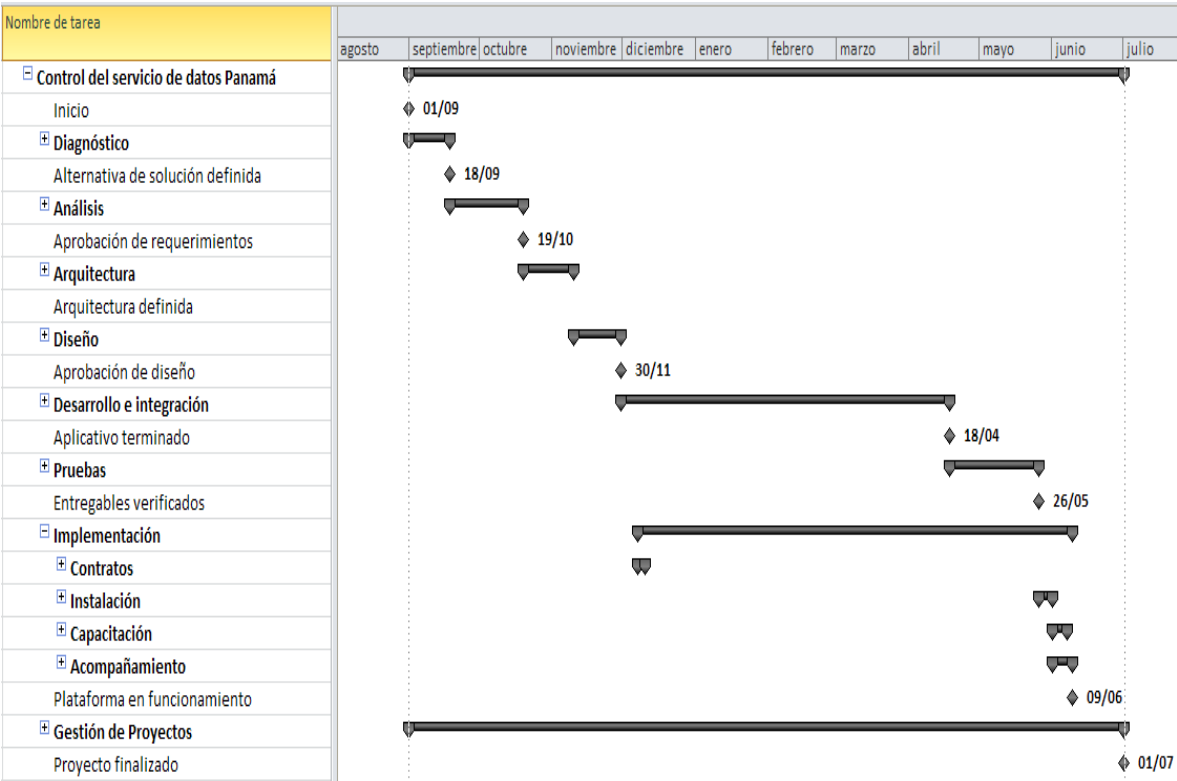 Nombre de tarea
agosto septiembre octubre noviembre diciembre enero febrero marzo abril mayo junio julio
Control del servicio de datos Panamá
Inicio 01/09
Diagnóstico
Alternativa de solución definida 18/09
Análisis
Aprobación de requerimientos 19/10
Arquitectura
Arquitectura definida
Diseño
Aprobación de diseño 30/11
Desarrollo e integración
Aplicativo terminado 18/04
Pruebas
Entregables verificados 26/05
Implementación
Contratos
Instalación
Capacitación
Acompañamiento
Plataforma en funcionamiento 09/06
Gestión de Proyectos
Proyecto finalizado 01/07